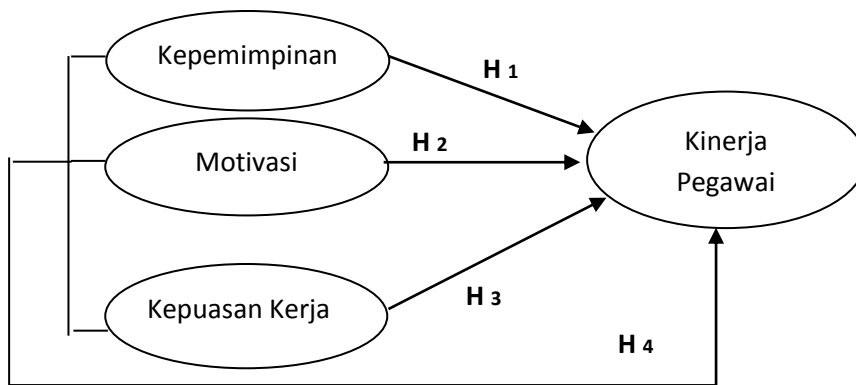 Kepemimpinan
H 1
Motivasi
H 2
Kinerja
Pegawai
Kepuasan Kerja
H 3
H 4